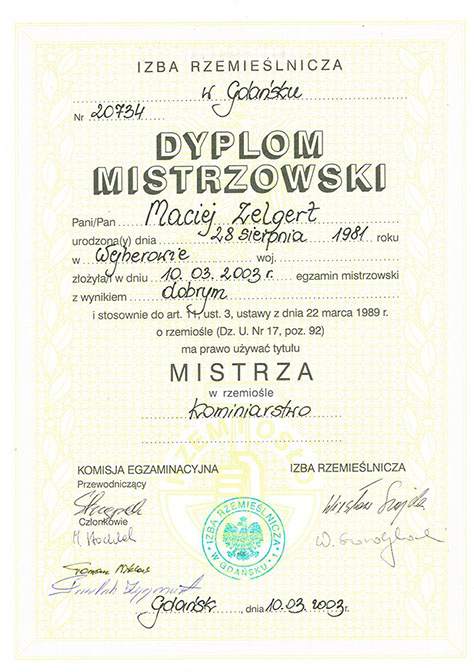 IZBA RZEMIEŚLNICZA
w Gdańsku
Nr 20734
DYPLOM
MISTRZOWSKI
Pani/Pan Maciej Zelgert
urodzona(y) dnia 28 sierpnia 1981 roku
w Wejherowie woj.
złożyła/ł w dniu 10.03.2003 r. egzamin mistrzowski
z wynikiem dobrym
i stosownie do art. 11, ust. 3, ustawy z dnia 22 marca 1989 r.
o rzemiośle (Dz. U. Nr 17, poz. 92)
ma prawo używać tytułu
MISTRZA
w rzemiośle
kominiarstwo
RZEMIOSŁO
KOMISJA EGZAMINACYJNA IZBA RZEMIEŚLNICZA
Przewodniczący
Członkowie
IZBA RZEMIEŚLNICZA W GDAŃSKU 1
Gdańsk, dnia 10.03.2003 r.